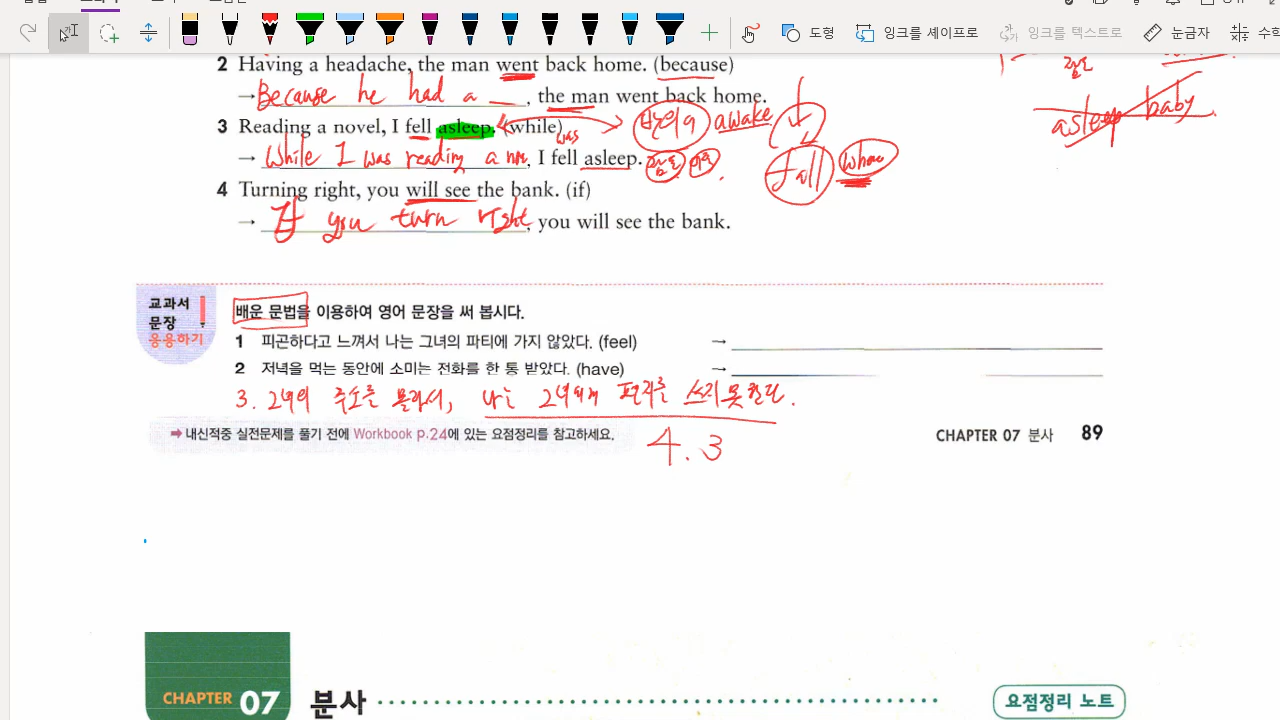 도형 잉크를 셰이프로 잉크를 텍스트로 눈금자 수학
2 Having a headache, the man went back home. (because)
→ Because he had a __, the man went back home.
3 Reading a novel, I fell asleep. (while) 반의어 awake
was
→ While I was reading a nov, I fell asleep. 잠든
fall
4 Turning right, you will see the bank. (if)
→ If you turn right, you will see the bank.
asleep baby
교과서 문장 응용하기
배운 문법을 이용하여 영어 문장을 써 봅시다.
1 피곤하다고 느껴서 나는 그녀의 파티에 가지 않았다. (feel) →
2 저녁을 먹는 동안에 소미는 전화를 한 통 받았다. (have) →
3. 그녀의 주소를 몰라서, 나는 그녀에게 편지를 쓰지 못한다.
➡ 내신적중 실전문제를 풀기 전에 Workbook p.24에 있는 요점정리를 참고하세요.
4.3
CHAPTER 07 분사 89
CHAPTER 07 분사 요점정리 노트